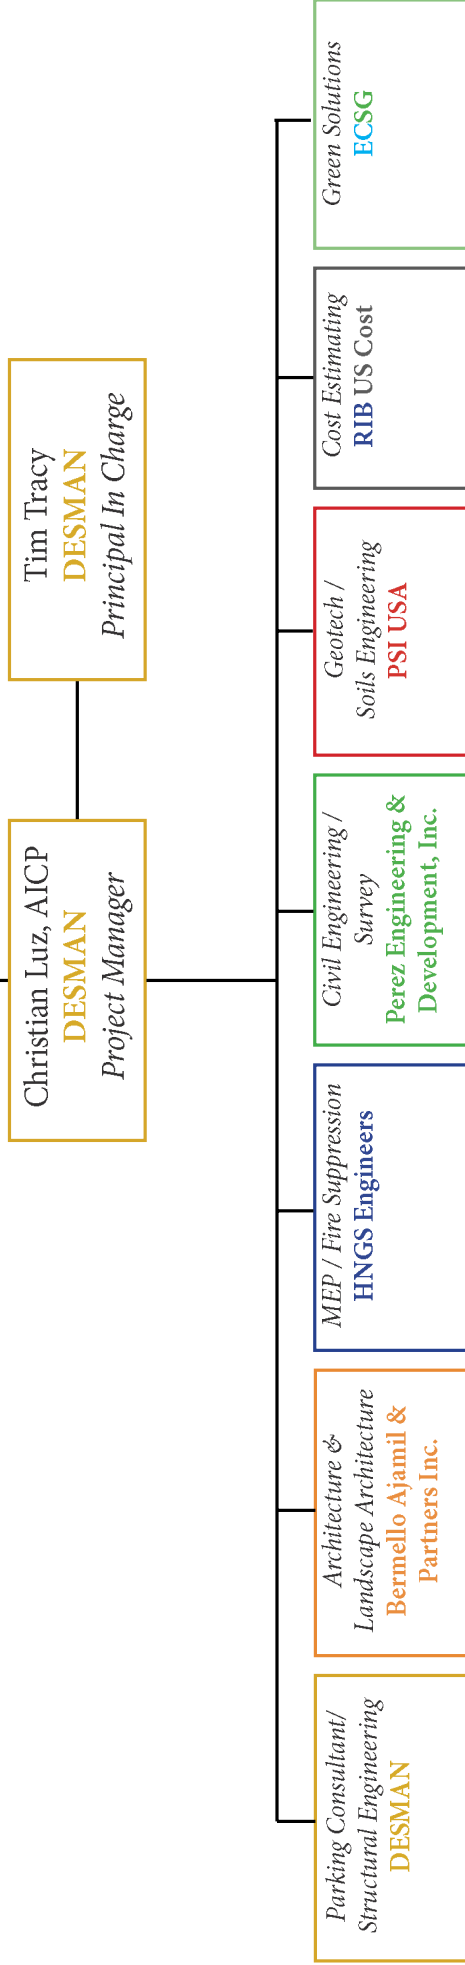 Christian Luz, AICP
DESMAN
Project Manager
Tim Tracy
DESMAN
Principal In Charge
Parking Consultant/
Structural Engineering
DESMAN
Architecture &
Landscape Architecture
Bermello Ajamil &
Partners Inc.
MEP / Fire Suppression
HNGS Engineers
Civil Engineering /
Survey
Perez Engineering &
Development, Inc.
Geotech /
Soils Engineering
PSI USA
Cost Estimating
RIB US Cost
Green Solutions
ECSG